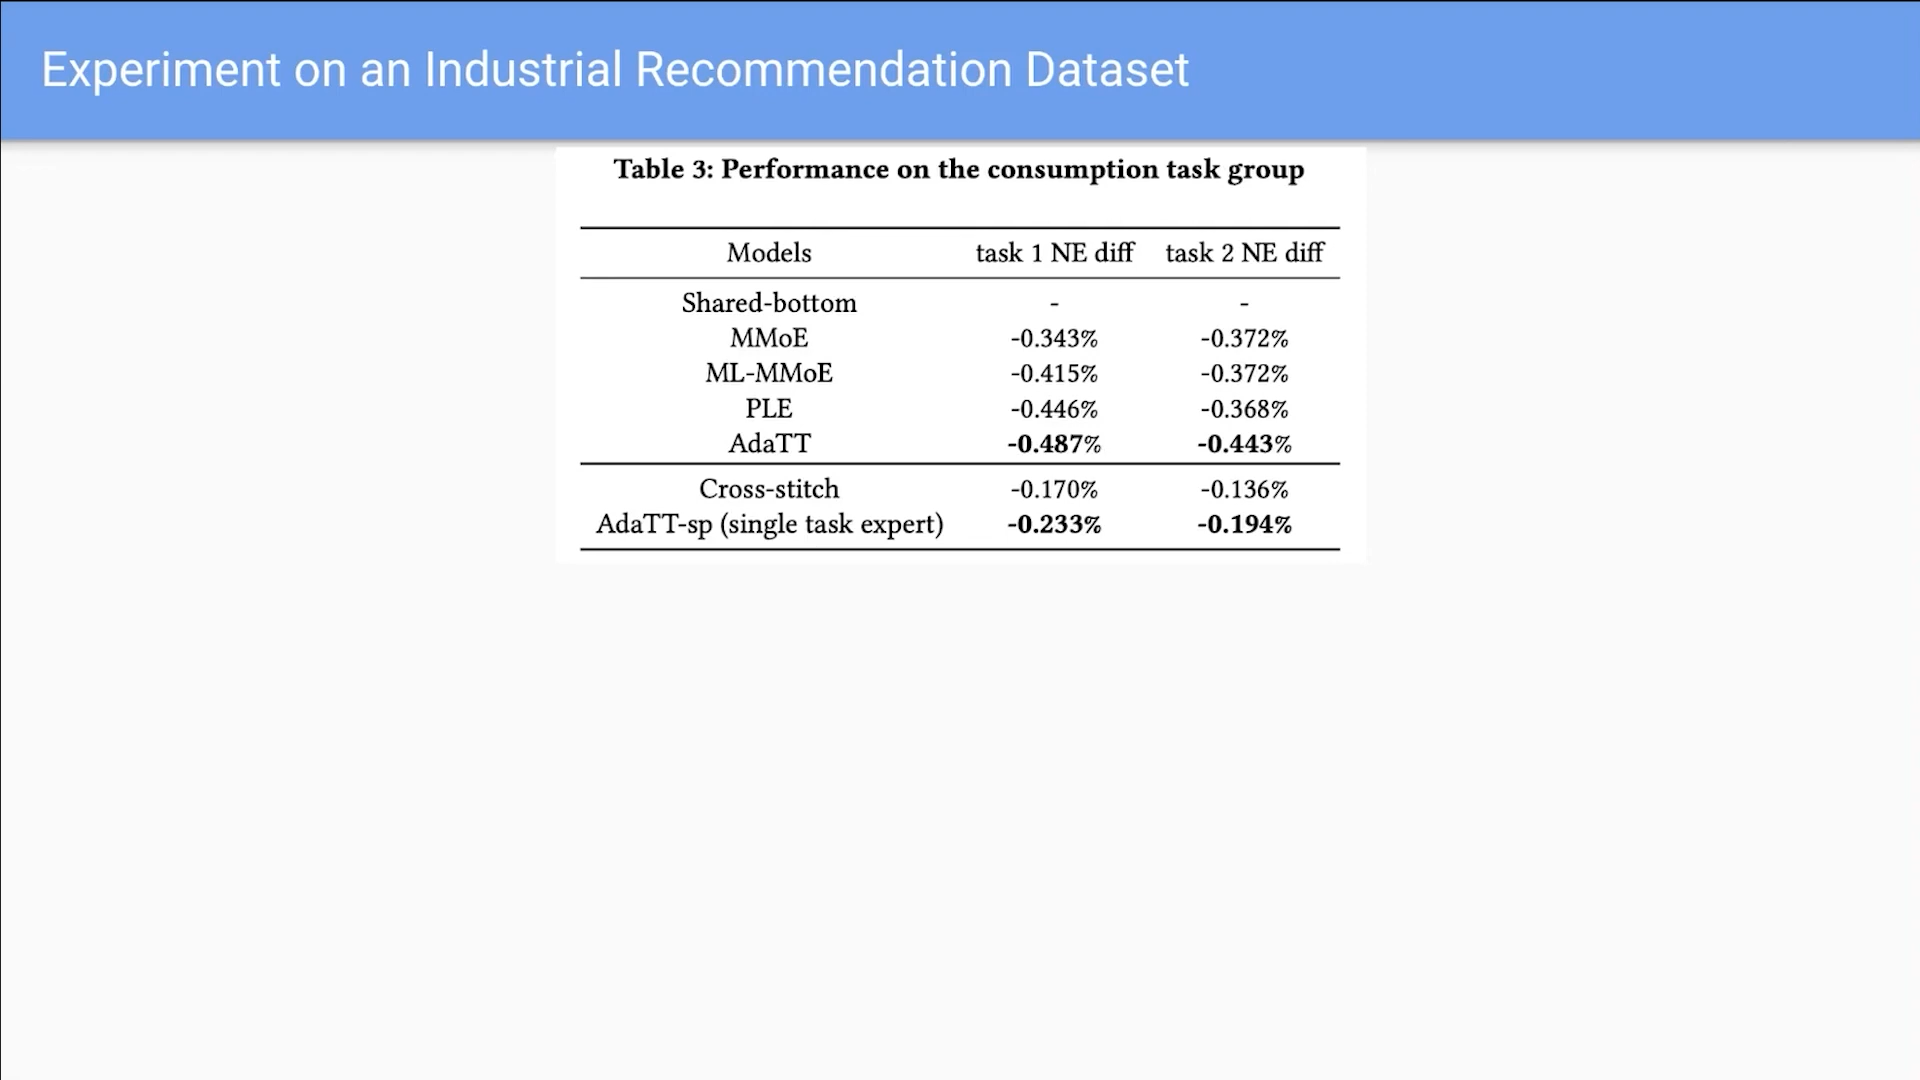 Experiment on an Industrial Recommendation Dataset
Table 3: Performance on the consumption task group
Models task 1 NE diff task 2 NE diff
Shared-bottom - -
MMoE -0.343% -0.372%
ML-MMoE -0.415% -0.372%
PLE -0.446% -0.368%
AdaTT -0.487% -0.443%
Cross-stitch -0.170% -0.136%
AdaTT-sp (single task expert) -0.233% -0.194%